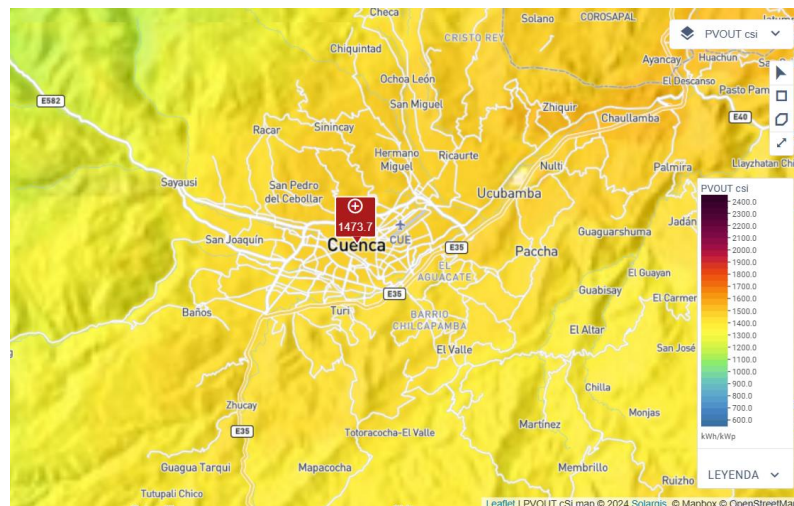 Checa
Solano
COROSAPAL
CRISTO REY
PVOUT csi
Chiquintad
Ayancay
Huachun
Ochoa León
El Descanso
Pasto Pam
E582
San Miguel
Zhiquir
Chaullamba
E40
Racar
Sinincay
Hermano
Miguel
Ricaurte
Nulti
Palmira
Llayzhatan Ch
Sayausi
San Pedro
del Cebollar
Ucubamba
PVOUT csi
2400.0
2300.0
2200.0
2100.0
2000.0
1900.0
1800.0
1700.0
1600.0
1500.0
1400.0
1300.0
1200.0
1100.0
1000.0
900.0
800.0
700.0
600.0
kWh/kWp
1473.7
Cuenca
CUE
San Joaquín
E35
Paccha
Guaguarshuma
Jadán
EL
AGUACATE
El Guayan
Guabisay
El Carmer
E35
Baños
Turi
BARRIO
CHILCAPAMBA
El Altar
El Valle
San José
Chilla
Zhucay
Monjas
E35
Totoracocha-El Valle
Martínez
Guagua Tarqui
Mapacocha
Membrillo
LEYENDA
Ruizho
Tutupali Chico
Leaflet | PVOUT cSi map © 2024 Solargis, © Mapbox © OpenStreetMa